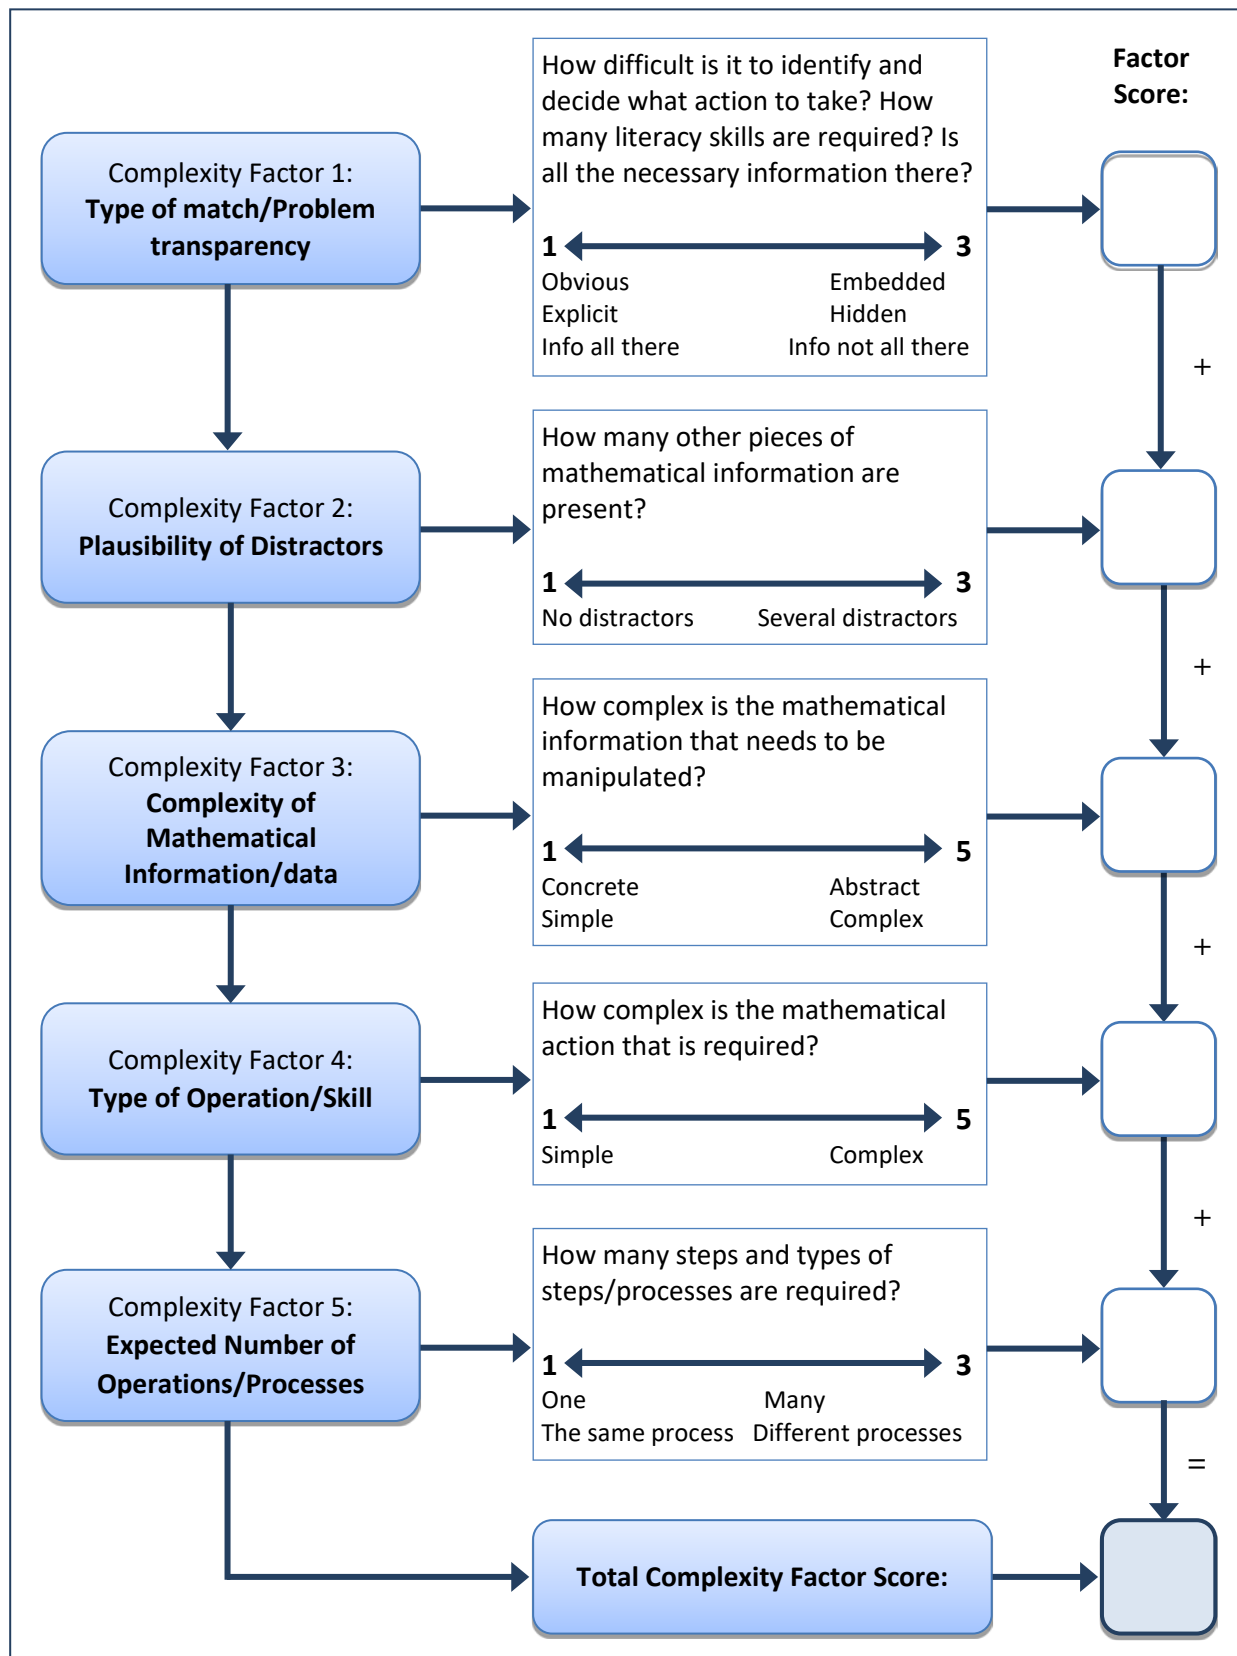 How difficult is it to identify and
decide what action to take? How
many literacy skills are required? Is
all the necessary information there?
Factor
Score:
Complexity Factor 1:
Type of match/Problem
transparency
1 3
Obvious Embedded
Explicit Hidden
Info all there Info not all there
+
How many other pieces of
mathematical information are
present?
Complexity Factor 2:
Plausibility of Distractors
1 3
No distractors Several distractors
+
How complex is the mathematical
information that needs to be
manipulated?
Complexity Factor 3:
Complexity of
Mathematical
Information/data
1 5
Concrete Abstract
Simple Complex
+
How complex is the mathematical
action that is required?
Complexity Factor 4:
Type of Operation/Skill
1 5
Simple Complex
+
How many steps and types of
steps/processes are required?
Complexity Factor 5:
Expected Number of
Operations/Processes
1 3
One Many
The same process Different processes
=
Total Complexity Factor Score: